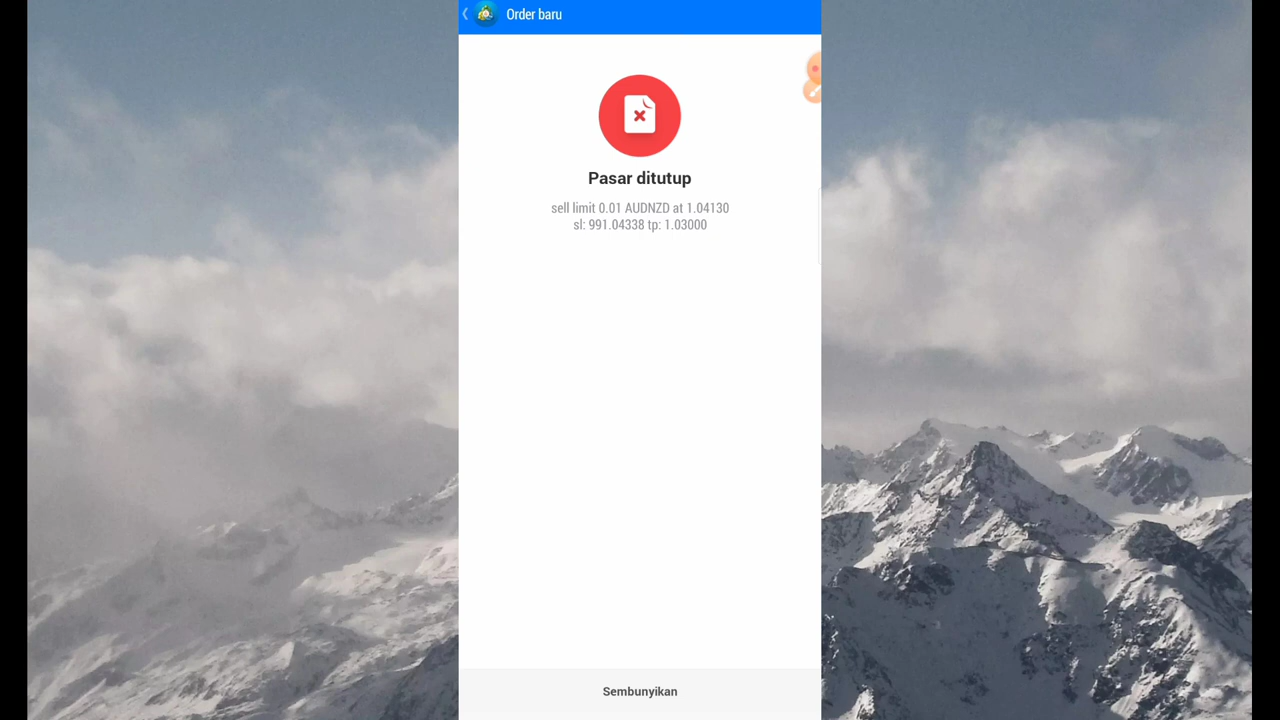 Order baru
Pasar ditutup
sell limit 0.01 AUDNZD at 1.04130
sl: 991.04338 tp: 1.03000
Sembunyikan